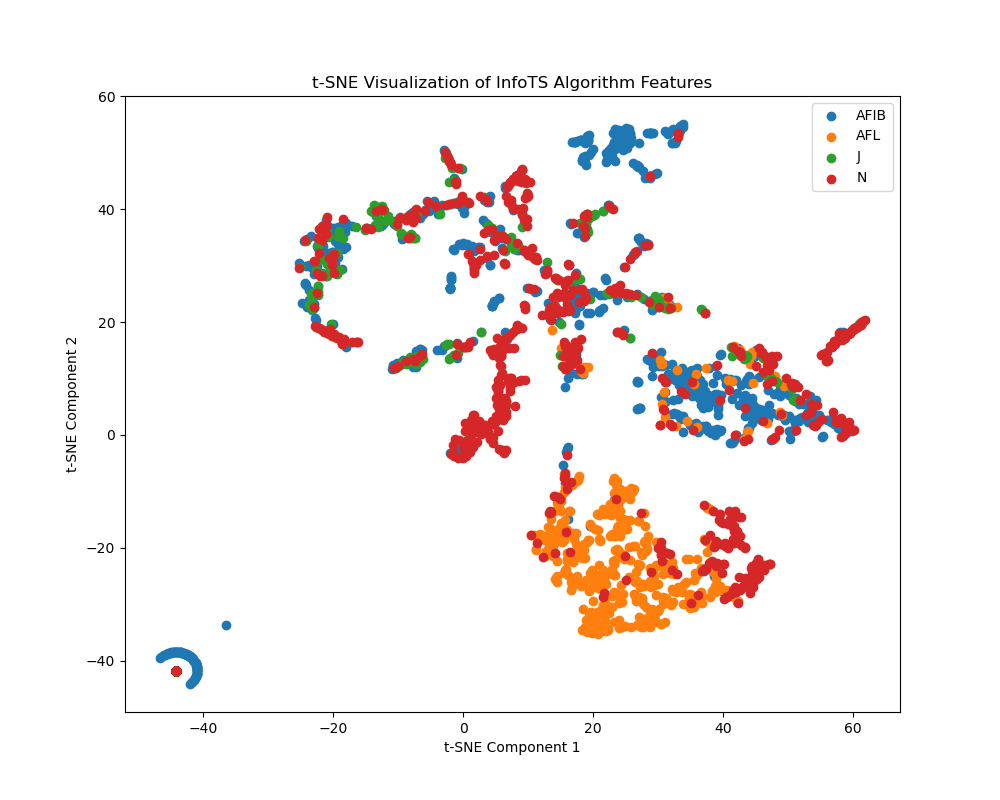 t-SNE Visualization of InfoTS Algorithm Features
AFIB
AFL
J
N
60
40
20
0
−20
−40
t-SNE Component 2
−40
−20
0
20
40
60
t-SNE Component 1